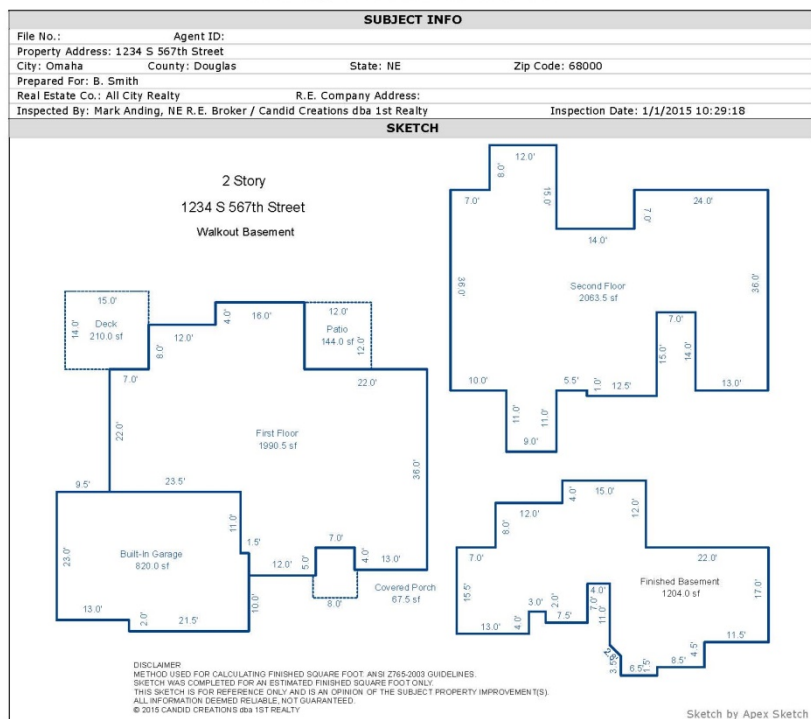 SUBJECT INFO
File No.: Agent ID:
Property Address: 1234 S 567th Street
City: Omaha County: Douglas State: NE Zip Code: 68000
Prepared For: B. Smith
Real Estate Co.: All City Realty R.E. Company Address:
Inspected By: Mark Anding, NE R.E. Broker / Candid Creations dba 1st Realty Inspection Date: 1/1/2015 10:29:18
SKETCH
2 Story
1234 S 567th Street
Walkout Basement
12.0'
8.0'
15.0'
7.0'
24.0'
7.0'
14.0'
36.0'
Second Floor
2063.5 sf
36.0'
7.0'
15.0'
14.0'
10.0'
5.5'
1.0'
12.5'
13.0'
11.0'
11.0'
9.0'
15.0'
14.0'
Deck
210.0 sf
7.0'
8.0'
12.0'
4.0'
16.0'
12.0'
Patio
144.0 sf
12.0'
22.0'
22.0'
First Floor
1990.5 sf
36.0'
9.5'
23.5'
11.0'
1.5'
23.0'
Built-In Garage
820.0 sf
12.0'
5.0'
7.0'
4.0'
13.0'
Covered Porch
67.5 sf
8.0'
10.0'
13.0'
2.0'
21.5'
15.0'
4.0'
12.0'
12.0'
8.0'
7.0'
22.0'
15.5'
Finished Basement
1204.0 sf
17.0'
13.0'
4.0'
3.0'
2.0'
7.5'
7.0'
4.0'
11.0'
3.5'
6.5'
1.5'
8.5'
4.5'
11.5'
DISCLAIMER
METHOD USED FOR CALCULATING FINISHED SQUARE FOOT: ANSI Z765-2003 GUIDELINES.
SKETCH WAS COMPLETED FOR AN ESTIMATED FINISHED SQUARE FOOT ONLY.
THIS SKETCH IS FOR REFERENCE ONLY AND IS AN OPINION OF THE SUBJECT PROPERTY IMPROVEMENT(S).
ALL INFORMATION DEEMED RELIABLE, NOT GUARANTEED.
© 2015 CANDID CREATIONS dba 1ST REALTY
Sketch by Apex Sketch